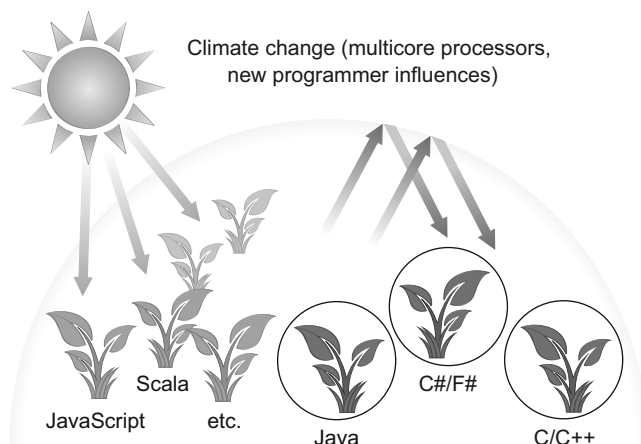 Climate change (multicore processors,
new programmer influences)
Scala
C#/F#
JavaScript
etc.
Java
C/C++